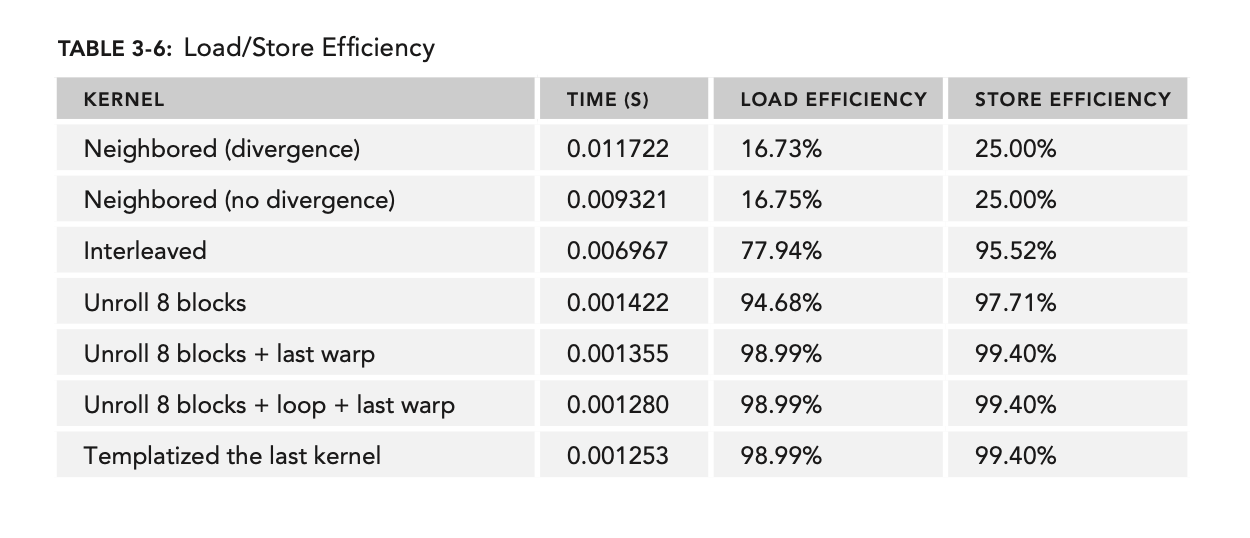 TABLE 3-6: Load/Store Efficiency
KERNEL TIME (S) LOAD EFFICIENCY STORE EFFICIENCY
Neighbored (divergence) 0.011722 16.73% 25.00%
Neighbored (no divergence) 0.009321 16.75% 25.00%
Interleaved 0.006967 77.94% 95.52%
Unroll 8 blocks 0.001422 94.68% 97.71%
Unroll 8 blocks + last warp 0.001355 98.99% 99.40%
Unroll 8 blocks + loop + last warp 0.001280 98.99% 99.40%
Templatized the last kernel 0.001253 98.99% 99.40%